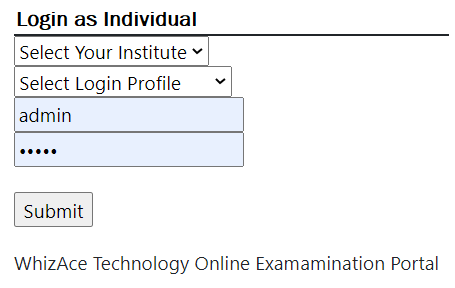 Login as Individual
Select Your Institute
Select Login Profile
admin
•••••
Submit
WhizAce Technology Online Examamination Portal